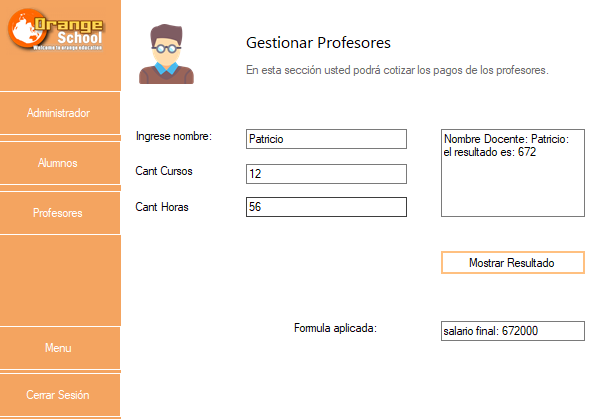 Orange
School
Welcome to orange education
Gestionar Profesores
En esta sección usted podrá cotizar los pagos de los profesores.
Administrador
Alumnos
Profesores
Menu
Cerrar Sesión
Ingrese nombre:
Patricio
Cant Cursos
12
Cant Horas
56
Nombre Docente: Patricio:
el resultado es: 672
Mostrar Resultado
Formula aplicada:
salario final: 672000